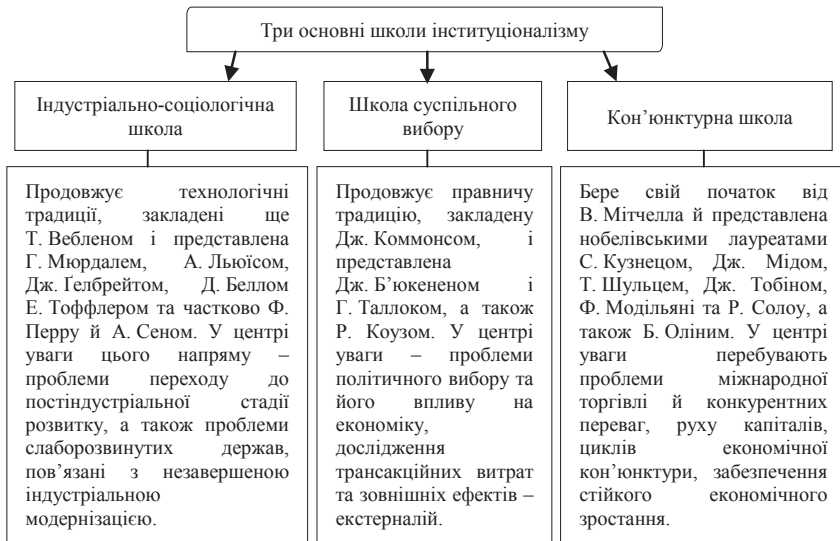 Три основні школи інституціоналізму
Індустріально-соціологічна
школа
Школа суспільного
вибору
Кон’юнктурна школа
Продовжує технологічні
традиції, закладені ще
Т. Вебленом і представлена
Г. Мюрдалем, А. Льюїсом,
Дж. Ґелбрейтом, Д. Беллом
Е. Тоффлером та частково Ф.
Перру й А. Сеном. У центрі
уваги цього напряму –
проблеми переходу до
постіндустріальної стадії
розвитку, а також проблеми
слаборозвинутих держав,
пов’язані з незавершеною
індустріальною
модернізацією.
Продовжує правничу
традицію, закладену
Дж. Коммонсом, і
представлена
Дж. Б’юкененом і
Г. Таллоком, а також
Р. Коузом. У центрі
уваги – проблеми
політичного вибору та
його впливу на
економіку,
дослідження
трансакційних витрат
та зовнішніх ефектів –
екстерналій.
Бере свій початок від
В. Мітчелла й представлена
нобелівськими лауреатами
С. Кузнецом, Дж. Мідом,
Т. Шульцем, Дж. Тобіном,
Ф. Модільяні та Р. Солоу, а
також Б. Оліним. У центрі
уваги перебувають
проблеми міжнародної
торгівлі й конкурентних
переваг, руху капіталів,
циклів економічної
кон’юнктури, забезпечення
стійкого економічного
зростання.